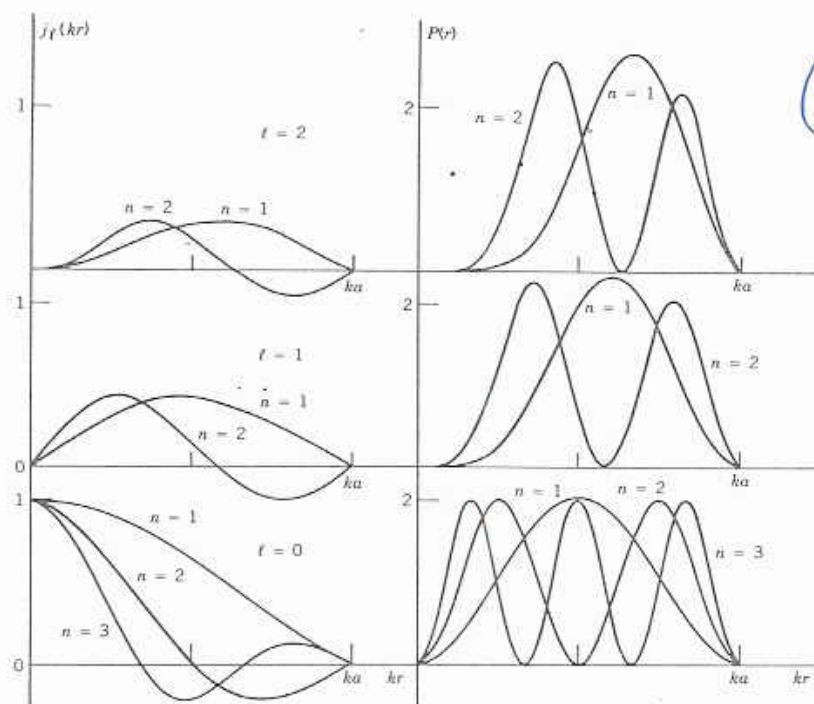 jℓ(kr)
P(r)
1
2
ℓ = 2
n = 2
n = 1
n = 2
n = 1
ka
ka
1
2
ℓ = 1
n = 1
n = 2
n = 1
n = 2
0
ka
ka
1
2
n = 1
n = 2
n = 3
ℓ = 0
n = 1
n = 2
n = 3
0
ka
kr
ka
kr